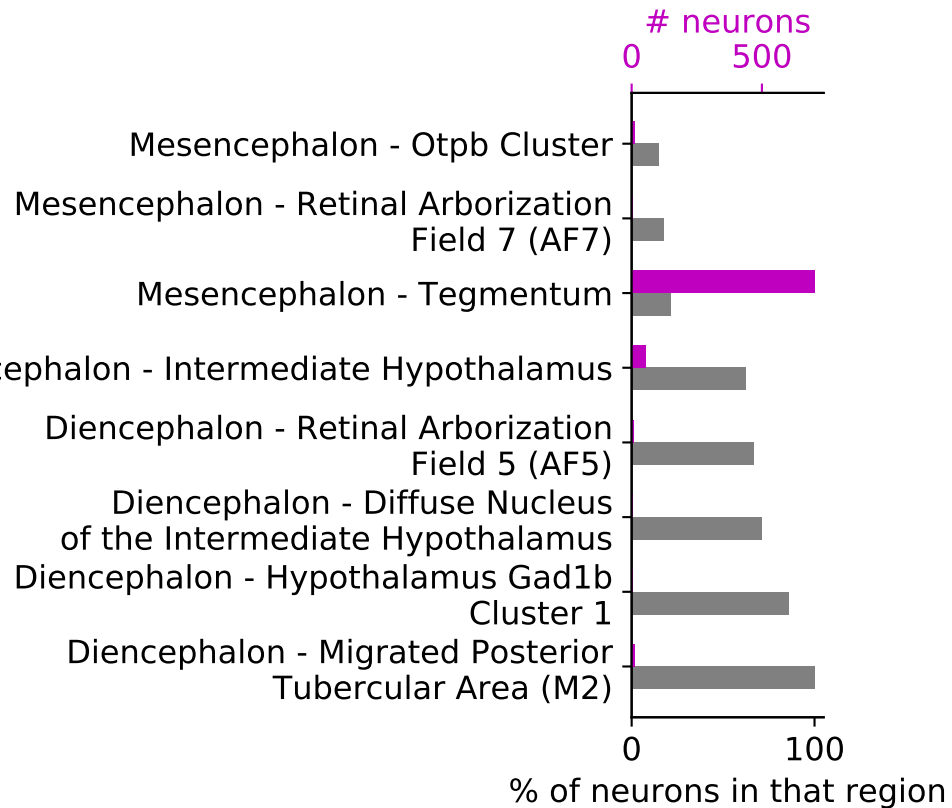 # neurons
0 500
Mesencephalon - Otpb Cluster
Mesencephalon - Retinal Arborization
Field 7 (AF7)
Mesencephalon - Tegmentum
cephalon - Intermediate Hypothalamus
Diencephalon - Retinal Arborization
Field 5 (AF5)
Diencephalon - Diffuse Nucleus
of the Intermediate Hypothalamus
Diencephalon - Hypothalamus Gad1b
Cluster 1
Diencephalon - Migrated Posterior
Tubercular Area (M2)
0 100
% of neurons in that region